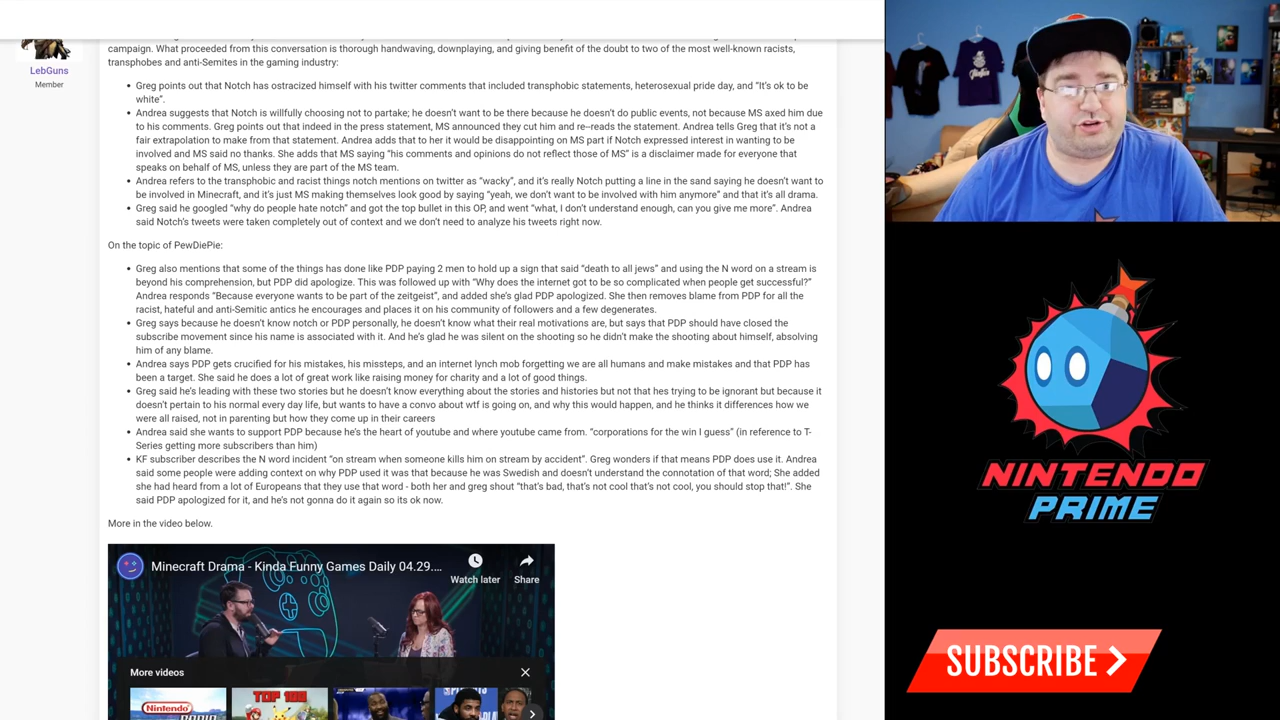 campaign. What proceeded from this conversation is thorough handwaving, downplaying, and giving benefit of the doubt to two of the most well-known racists,
transphobes and anti-Semites in the gaming industry:
LebGuns
Member
Greg points out that Notch has ostracized himself with his twitter comments that included transphobic statements, heterosexual pride day, and "It's ok to be
white".
Andrea suggests that Notch is willfully choosing not to partake; he doesn't want to be there because he doesn't do public events, not because MS axed him due
to his comments. Greg points out that indeed in the press statement, MS announced they cut him and re--reads the statement. Andrea tells Greg that it's not a
fair extrapolation to make from that statement. Andrea adds that to her it would be disappointing on MS part if Notch expressed interest in wanting to be
involved and MS said no thanks. She adds that MS saying "his comments and opinions do not reflect those of MS" is a disclaimer made for everyone that
speaks on behalf of MS, unless they are part of the MS team.
Andrea refers to the transphobic and racist things notch mentions on twitter as "wacky", and it's really Notch putting a line in the sand saying he doesn't want to
be involved in Minecraft, and it's just MS making themselves look good by saying "yeah, we don't want to be involved with him anymore" and that it's all drama.
Greg said he googled "why do people hate notch" and got the top bullet in this OP, and went "what, I don't understand enough, can you give me more". Andrea
said Notch's tweets were taken completely out of context and we don't need to analyze his tweets right now.
On the topic of PewDiePie:
Greg also mentions that some of the things has done like PDP paying 2 men to hold up a sign that said "death to all jews" and using the N word on a stream is
beyond his comprehension, but PDP did apologize. This was followed up with "Why does the internet got to be so complicated when people get successful?"
Andrea responds "Because everyone wants to be part of the zeitgeist", and added she's glad PDP apologized. She then removes blame from PDP for all the
racist, hateful and anti-Semitic antics he encourages and places it on his community of followers and a few degenerates.
Greg says because he doesn't know notch or PDP personally, he doesn't know what their real motivations are, but says that PDP should have closed the
subscribe movement since his name is associated with it. And he's glad he was silent on the shooting so he didn't make the shooting about himself, absolving
him of any blame.
Andrea says PDP gets crucified for his mistakes, his missteps, and an internet lynch mob forgetting we are all humans and make mistakes and that PDP has
been a target. She said he does a lot of great work like raising money for charity and a lot of good things.
Greg said he's leading with these two stories but he doesn't know everything about the stories and histories but not that hes trying to be ignorant but because it
doesn't pertain to his normal every day life, but wants to have a convo about wtf is going on, and why this would happen, and he thinks it differences how we
were all raised, not in parenting but how they come up in their careers
Andrea said she wants to support PDP because he's the heart of youtube and where youtube came from. "corporations for the win I guess" (in reference to T-
Series getting more subscribers than him)
KF subscriber describes the N word incident "on stream when someone kills him on stream by accident". Greg wonders if that means PDP does use it. Andrea
said some people were adding context on why PDP used it was that because he was Swedish and doesn't understand the connotation of that word; She added
she had heard from a lot of Europeans that they use that word - both her and greg shout "that's bad, that's not cool that's not cool, you should stop that!". She
said PDP apologized for it, and he's not gonna do it again so its ok now.
More in the video below.
Minecraft Drama - Kinda Funny Games Daily 04.29....
Watch later
Share
More videos
Nintendo
TOP 100
NINTENDO
PRIME
SUBSCRIBE